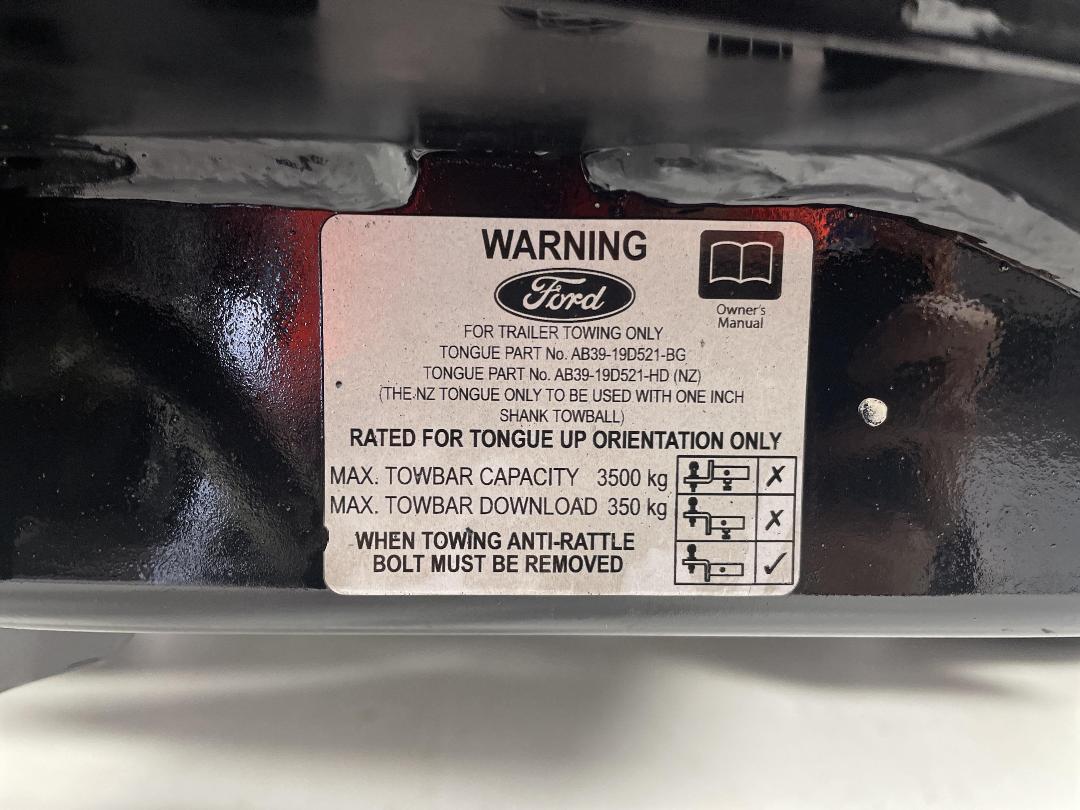 WARNING
Ford
Owner's
Manual
FOR TRAILER TOWING ONLY
TONGUE PART No. AB39-19D521-BG
TONGUE PART No. AB39-19D521-HD (NZ)
(THE NZ TONGUE ONLY TO BE USED WITH ONE INCH
SHANK TOWBALL)
RATED FOR TONGUE UP ORIENTATION ONLY
MAX. TOWBAR CAPACITY 3500 kg
MAX. TOWBAR DOWNLOAD 350 kg
WHEN TOWING ANTI-RATTLE
BOLT MUST BE REMOVED